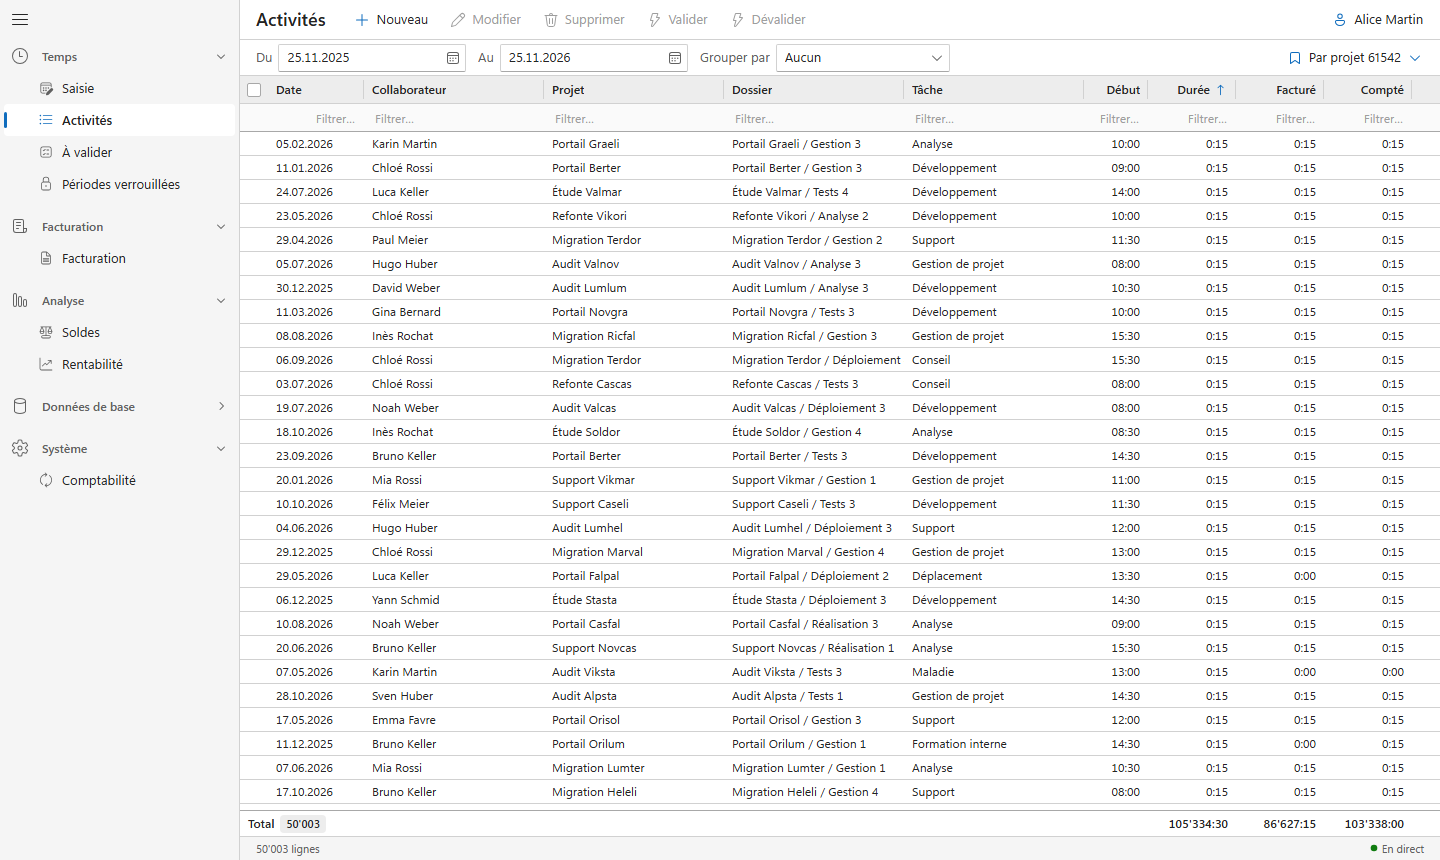 Activités
Nouveau
Modifier
Supprimer
Valider
Dévalider
Alice Martin
Temps
Saisie
Activités
À valider
Périodes verrouillées
Facturation
Facturation
Analyse
Soldes
Rentabilité
Données de base
Système
Comptabilité
Du 25.11.2025 Au 25.11.2026 Grouper par Aucun Par projet 61542
Date Collaborateur Projet Dossier Tâche Début Durée Facturé Compté
Filtrer... Filtrer... Filtrer... Filtrer... Filtrer... Filtrer... Filtrer... Filtrer... Filtrer...
05.02.2026 Karin Martin Portail Graeli Portail Graeli / Gestion 3 Analyse 10:00 0:15 0:15 0:15
11.01.2026 Chloé Rossi Portail Berter Portail Berter / Gestion 3 Développement 09:00 0:15 0:15 0:15
24.07.2026 Luca Keller Étude Valmar Étude Valmar / Tests 4 Développement 14:00 0:15 0:15 0:15
23.05.2026 Chloé Rossi Refonte Vikori Refonte Vikori / Analyse 2 Développement 10:00 0:15 0:15 0:15
29.04.2026 Paul Meier Migration Terdor Migration Terdor / Gestion 2 Support 11:30 0:15 0:15 0:15
05.07.2026 Hugo Huber Audit Valnov Audit Valnov / Analyse 3 Gestion de projet 08:00 0:15 0:15 0:15
30.12.2025 David Weber Audit Lumlum Audit Lumlum / Analyse 3 Développement 10:30 0:15 0:15 0:15
11.03.2026 Gina Bernard Portail Novgra Portail Novgra / Tests 3 Développement 10:00 0:15 0:15 0:15
08.08.2026 Inès Rochat Migration Ricfal Migration Ricfal / Gestion 3 Gestion de projet 15:30 0:15 0:15 0:15
06.09.2026 Chloé Rossi Migration Terdor Migration Terdor / Déploiement Conseil 15:30 0:15 0:15 0:15
03.07.2026 Chloé Rossi Refonte Cascas Refonte Cascas / Tests 3 Conseil 08:00 0:15 0:15 0:15
19.07.2026 Noah Weber Audit Valcas Audit Valcas / Déploiement 3 Développement 08:00 0:15 0:15 0:15
18.10.2026 Inès Rochat Étude Soldor Étude Soldor / Gestion 4 Analyse 08:30 0:15 0:15 0:15
23.09.2026 Bruno Keller Portail Berter Portail Berter / Tests 3 Développement 14:30 0:15 0:15 0:15
20.01.2026 Mia Rossi Support Vikmar Support Vikmar / Gestion 1 Gestion de projet 11:00 0:15 0:15 0:15
10.10.2026 Félix Meier Support Caseli Support Caseli / Tests 3 Développement 11:30 0:15 0:15 0:15
04.06.2026 Hugo Huber Audit Lumhel Audit Lumhel / Déploiement 3 Support 12:00 0:15 0:15 0:15
29.12.2025 Chloé Rossi Migration Marval Migration Marval / Gestion 4 Gestion de projet 13:00 0:15 0:15 0:15
29.05.2026 Luca Keller Portail Falpal Portail Falpal / Déploiement 2 Déplacement 13:30 0:15 0:00 0:15
06.12.2025 Yann Schmid Étude Stasta Étude Stasta / Déploiement 3 Développement 14:30 0:15 0:15 0:15
10.08.2026 Noah Weber Portail Casfal Portail Casfal / Réalisation 3 Analyse 09:00 0:15 0:15 0:15
20.06.2026 Bruno Keller Support Novcas Support Novcas / Réalisation 1 Analyse 15:30 0:15 0:15 0:15
07.05.2026 Karin Martin Audit Viksta Audit Viksta / Tests 3 Maladie 13:00 0:15 0:00 0:00
28.10.2026 Sven Huber Audit Alpsta Audit Alpsta / Tests 1 Gestion de projet 14:30 0:15 0:15 0:15
17.05.2026 Emma Favre Portail Orisol Portail Orisol / Gestion 3 Support 12:00 0:15 0:15 0:15
11.12.2025 Bruno Keller Portail Orilum Portail Orilum / Gestion 1 Formation interne 14:30 0:15 0:00 0:15
07.06.2026 Mia Rossi Migration Lumter Migration Lumter / Gestion 1 Analyse 10:30 0:15 0:15 0:15
17.10.2026 Bruno Keller Migration Heleli Migration Heleli / Gestion 4 Support 08:00 0:15 0:15 0:15
Total 50'003 105'334:30 86'627:15 103'338:00
50'003 lignes En direct